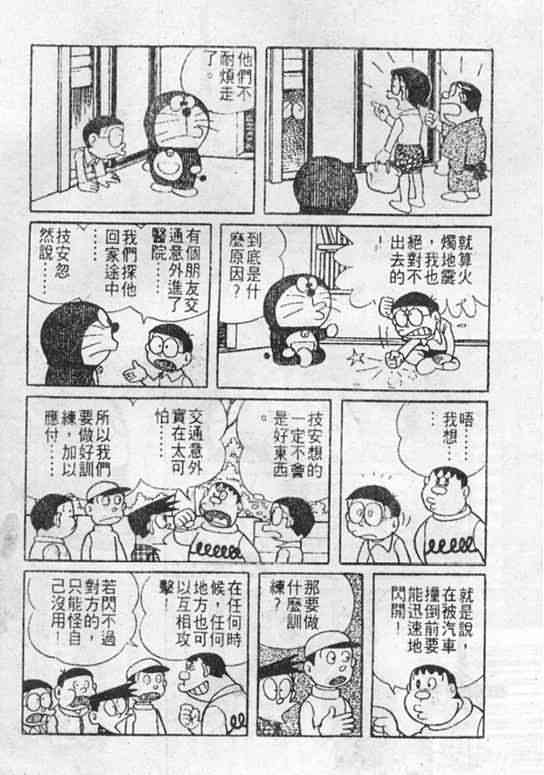 他們不
耐煩走
了。
就算火
燭地震
，我也
絕對不
出去的
！
到底是什
麼原因？
有個朋友交
通意外進了
醫院……
我們探他
回家途中
……
技安忽
然說……
唔……
我想…
…
技安想的
一定不會
是好東西
。
交通意外
實在太可
怕…
所以我們
要做好訓
練，加以
應付……
就是說，
在被汽車
撞倒前要
能迅速地
閃開！
那要做
什麼訓
練？
在任何時
候，任何
地方也可
以互相攻
擊！
若閃不過
對方的，
只能怪自
己沒用！